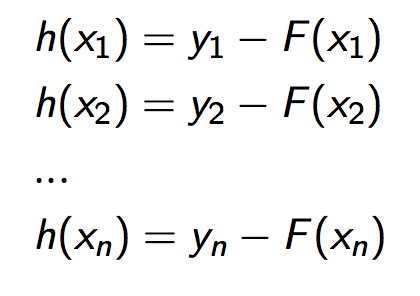 h(x₁) = y₁ − F(x₁)
h(x₂) = y₂ − F(x₂)
...
h(xₙ) = yₙ − F(xₙ)